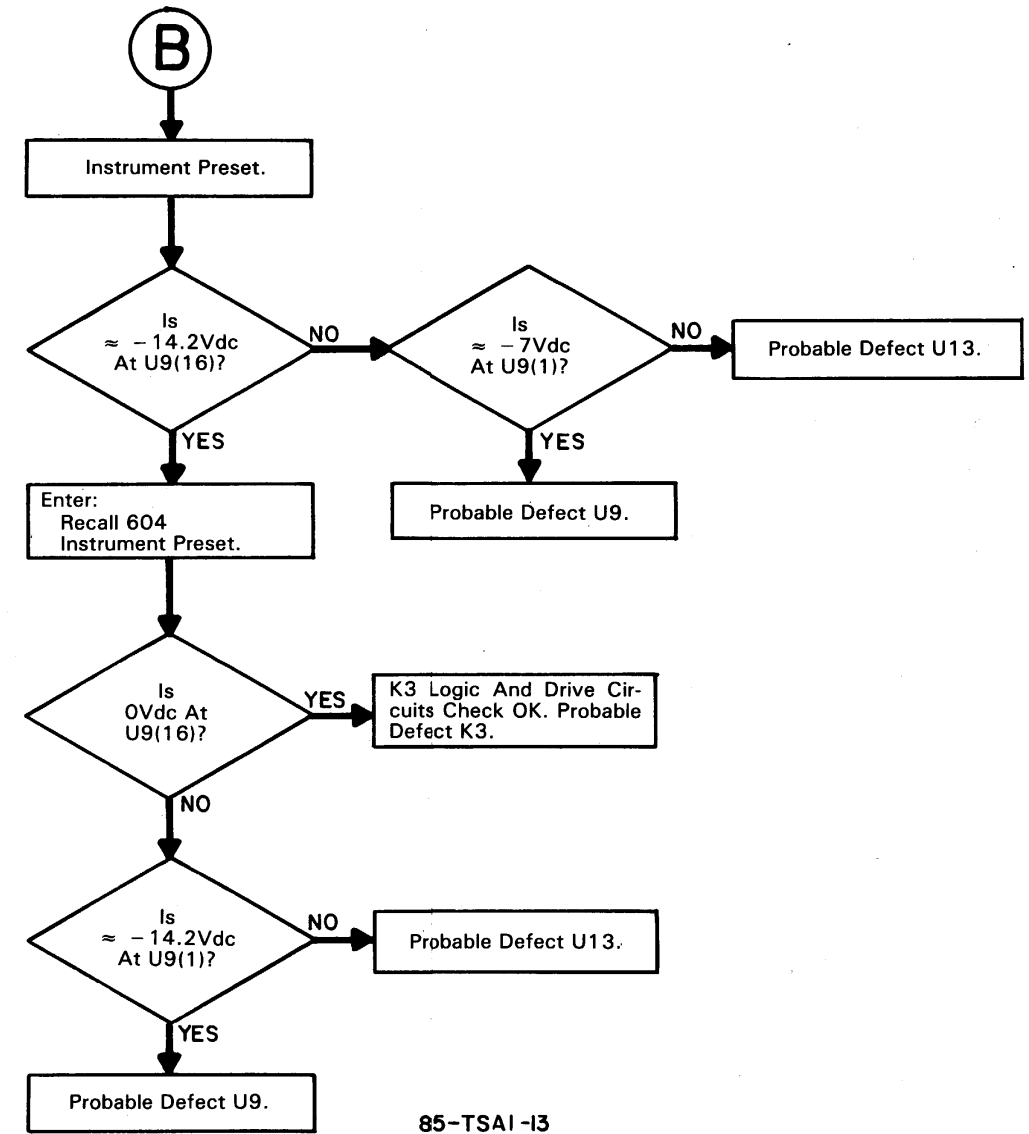 B
Instrument Preset.
Is
≈ −14.2Vdc
At U9(16)?
NO
Is
≈ −7Vdc
At U9(1)?
NO
Probable Defect U13.
YES
YES
Enter:
Recall 604
Instrument Preset.
Probable Defect U9.
Is
0Vdc At
U9(16)?
YES
K3 Logic And Drive Cir-
cuits Check OK. Probable
Defect K3.
NO
Is
≈ −14.2Vdc
At U9(1)?
NO
Probable Defect U13.
YES
Probable Defect U9.
85-TSA1-13